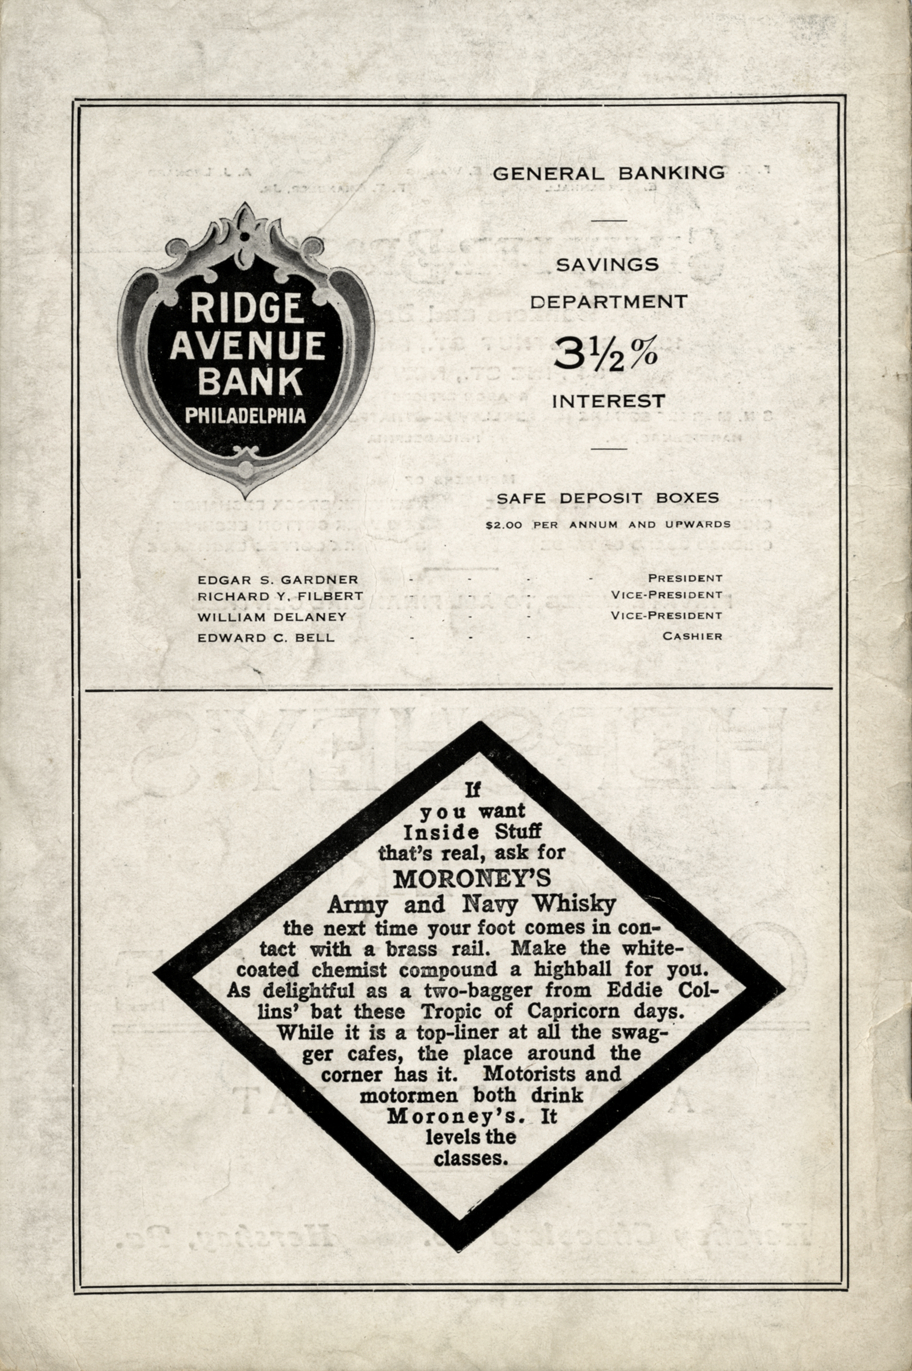 RIDGE
AVENUE
BANK
PHILADELPHIA
GENERAL BANKING
SAVINGS
DEPARTMENT
3½%
INTEREST
SAFE DEPOSIT BOXES
$2.00 PER ANNUM AND UPWARDS
EDGAR S. GARDNER - - - - PRESIDENT
RICHARD Y. FILBERT - - - VICE-PRESIDENT
WILLIAM DELANEY - - - VICE-PRESIDENT
EDWARD C. BELL - - - CASHIER
If
you want
Inside Stuff
that's real, ask for
MORONEY'S
Army and Navy Whisky
the next time your foot comes in con-
tact with a brass rail. Make the white-
coated chemist compound a highball for you.
As delightful as a two-bagger from Eddie Col-
lins' bat these Tropic of Capricorn days.
While it is a top-liner at all the swag-
ger cafes, the place around the
corner has it. Motorists and
motormen both drink
Moroney's. It
levels the
classes.